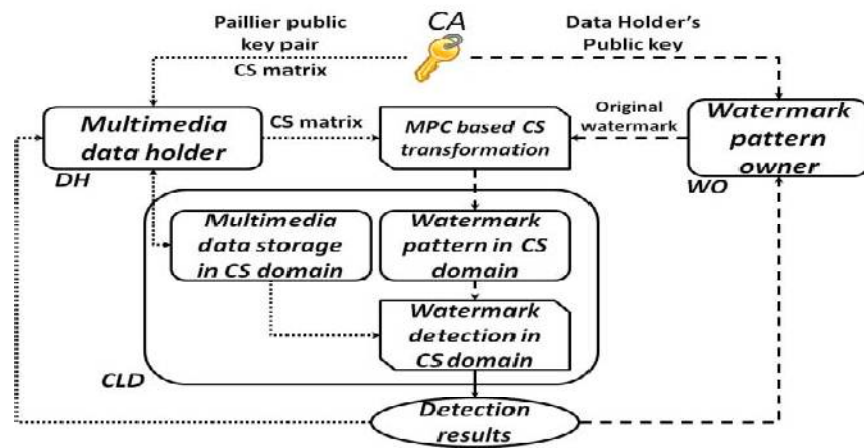 Paillier public
key pair
CS matrix
CA
Data Holder's
Public key
Multimedia
data holder
DH
CS matrix
MPC based CS
transformation
Original
watermark
Watermark
pattern
owner
WO
Multimedia
data storage
in CS domain
Watermark
pattern in CS
domain
Watermark
detection in
CS domain
CLD
Detection
results